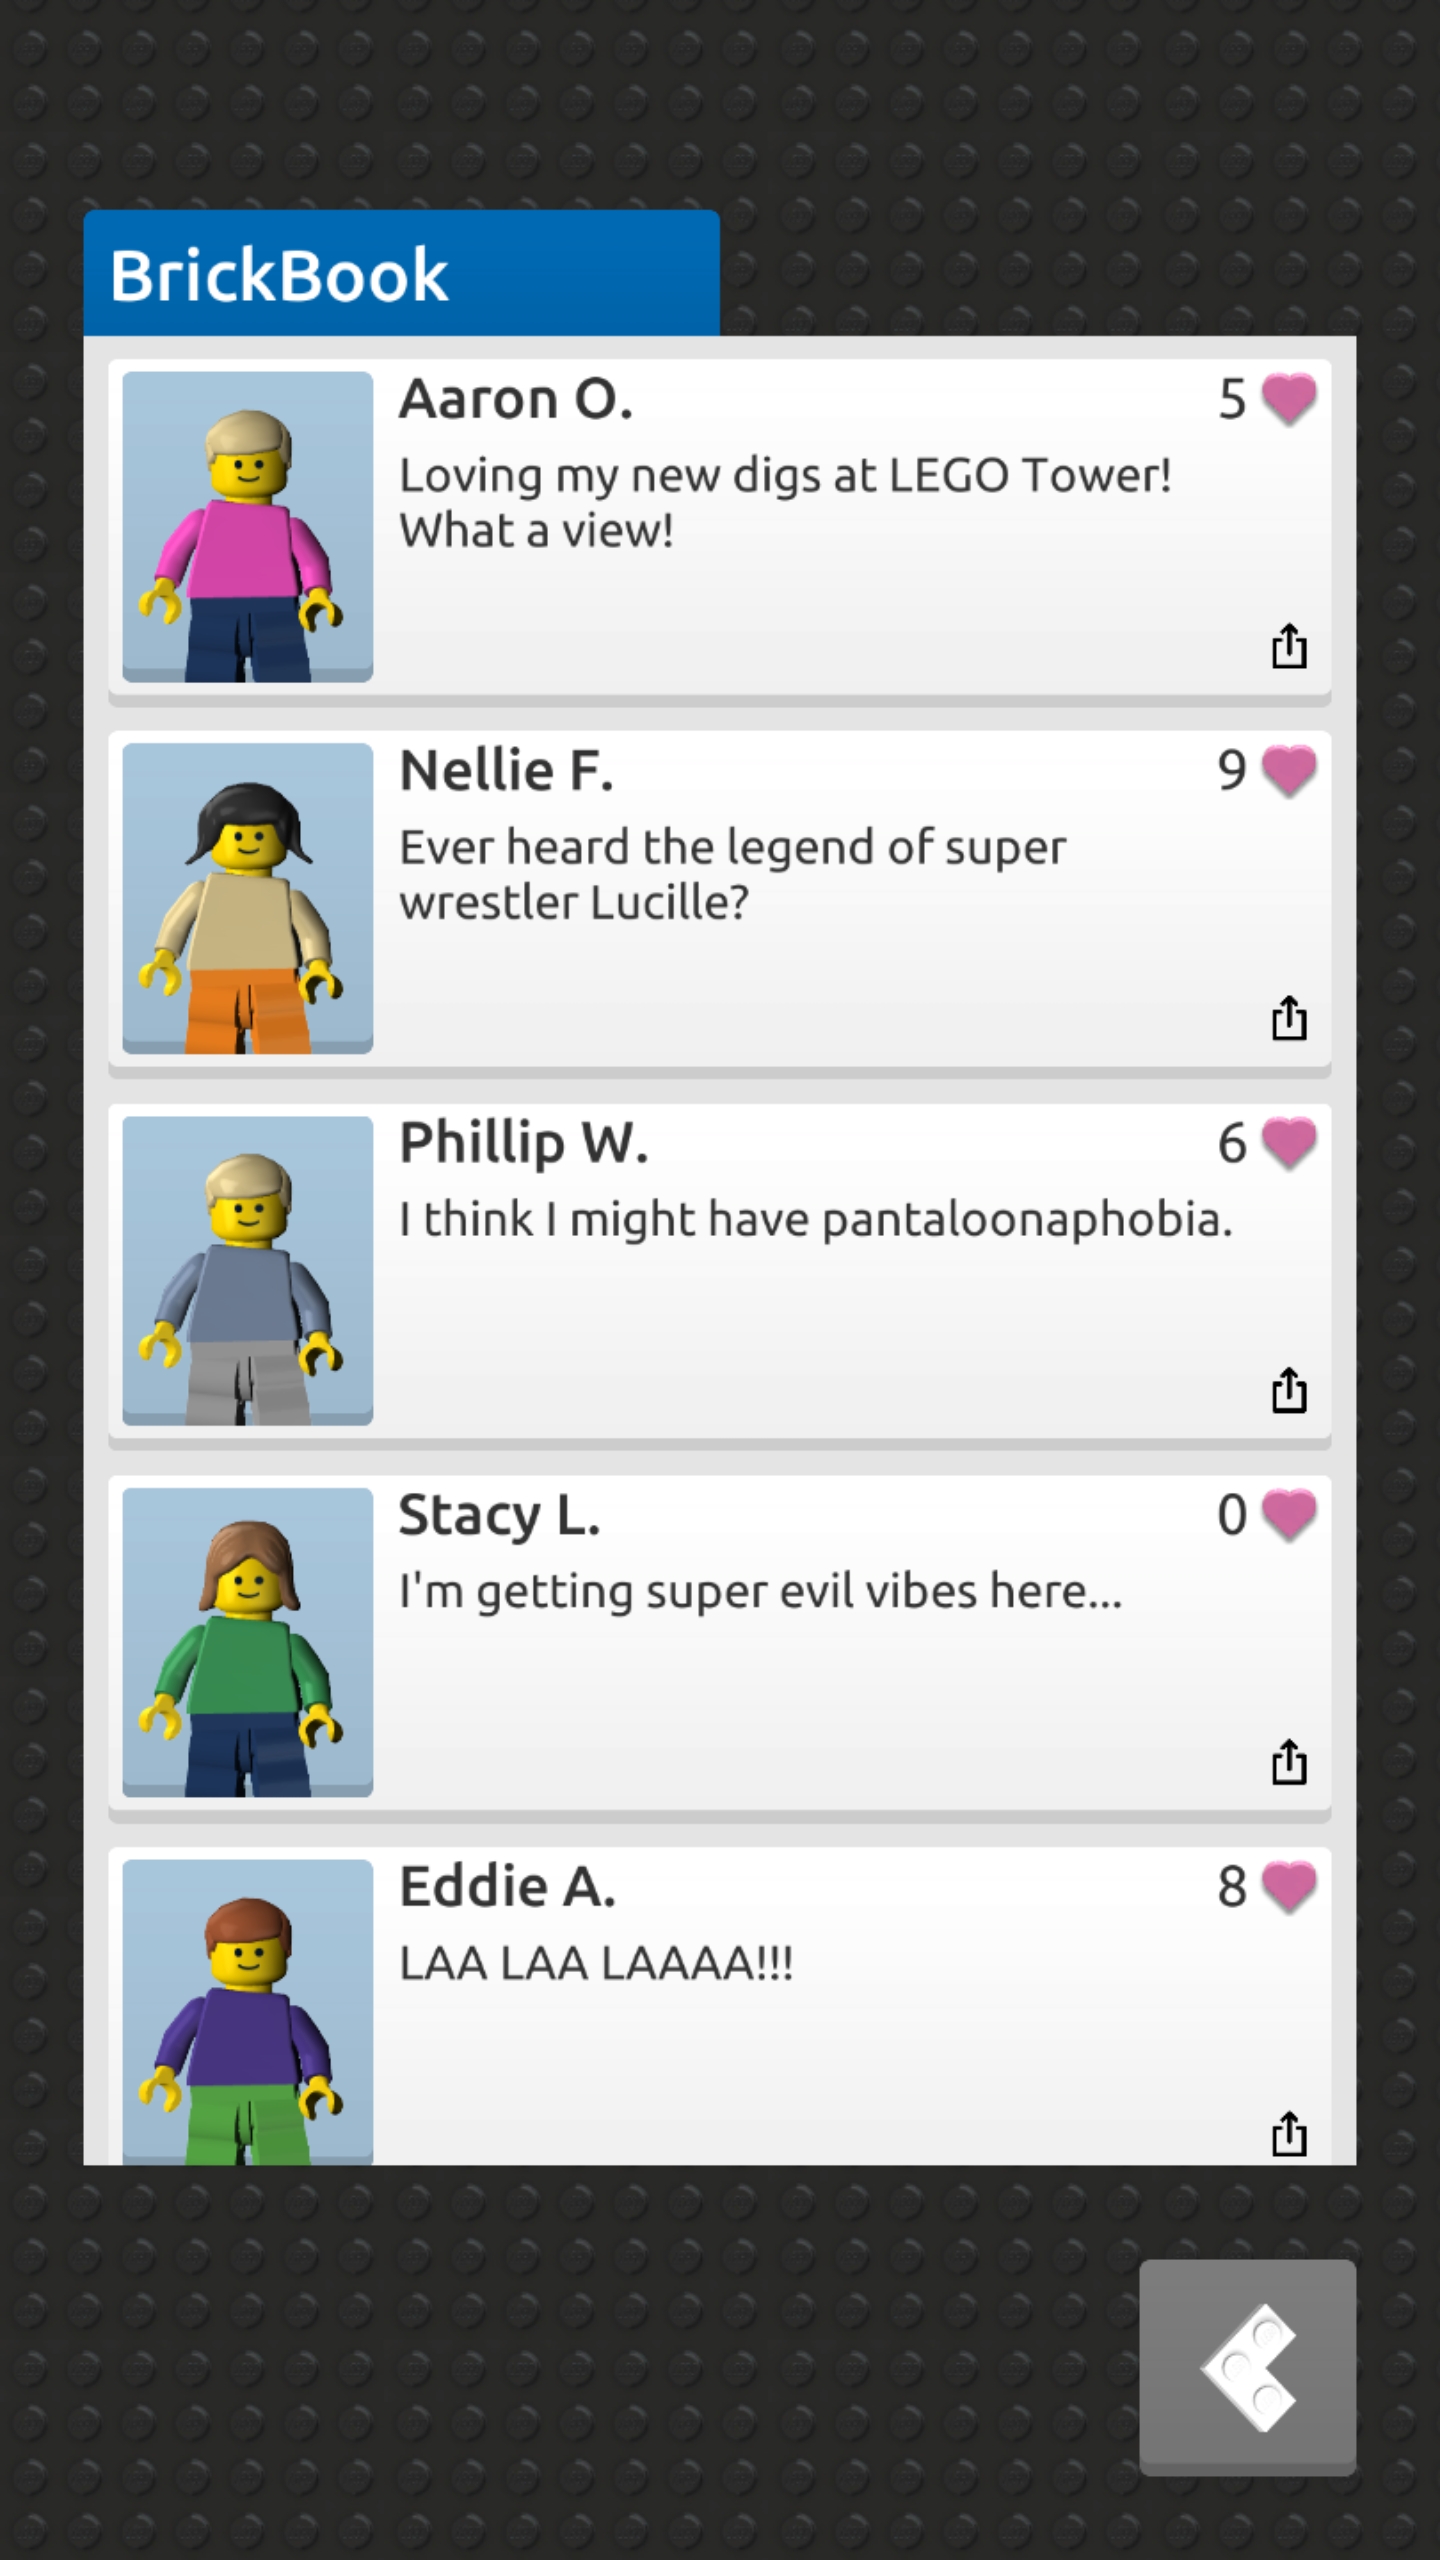 BrickBook
Aaron O.
5
Loving my new digs at LEGO Tower!
What a view!
Nellie F.
9
Ever heard the legend of super
wrestler Lucille?
Phillip W.
6
I think I might have pantaloonaphobia.
Stacy L.
0
I'm getting super evil vibes here...
Eddie A.
8
LAA LAA LAAAA!!!